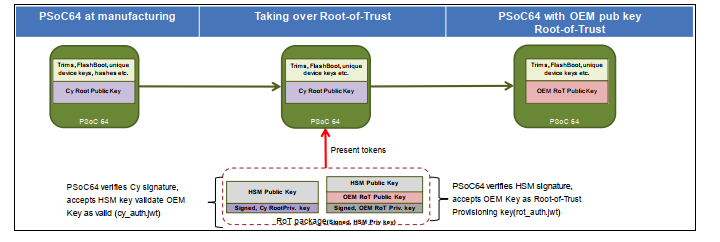 PSoC64 at manufacturing
Taking over Root-of-Trust
PSoC64 with OEM pub key
Root-of-Trust
Trims, FlashBoot, unique
device keys, hashes etc.
Cy Root Public Key
PSoC 64
Trims, FlashBoot, unique
device keys etc.
Cy Root Public Key
PSoC 64
Trims, FlashBoot, unique
device keys etc.
OEM RoT Public Key
PSoC 64
Present tokens
PSoC64 verifies Cy signature,
accepts HSM key validate OEM
Key as valid (cy_auth.jwt)
HSM Public Key
Signed, Cy RootPriv. key
HSM Public Key
OEM RoT Public Key
Signed, OEM RoT Priv. key
RoT package(Signed, HSM Priv key)
PSoC64 verifies HSM signature,
accepts OEM Key as Root-of-Trust
Provisioning key(rot_auth.jwt)